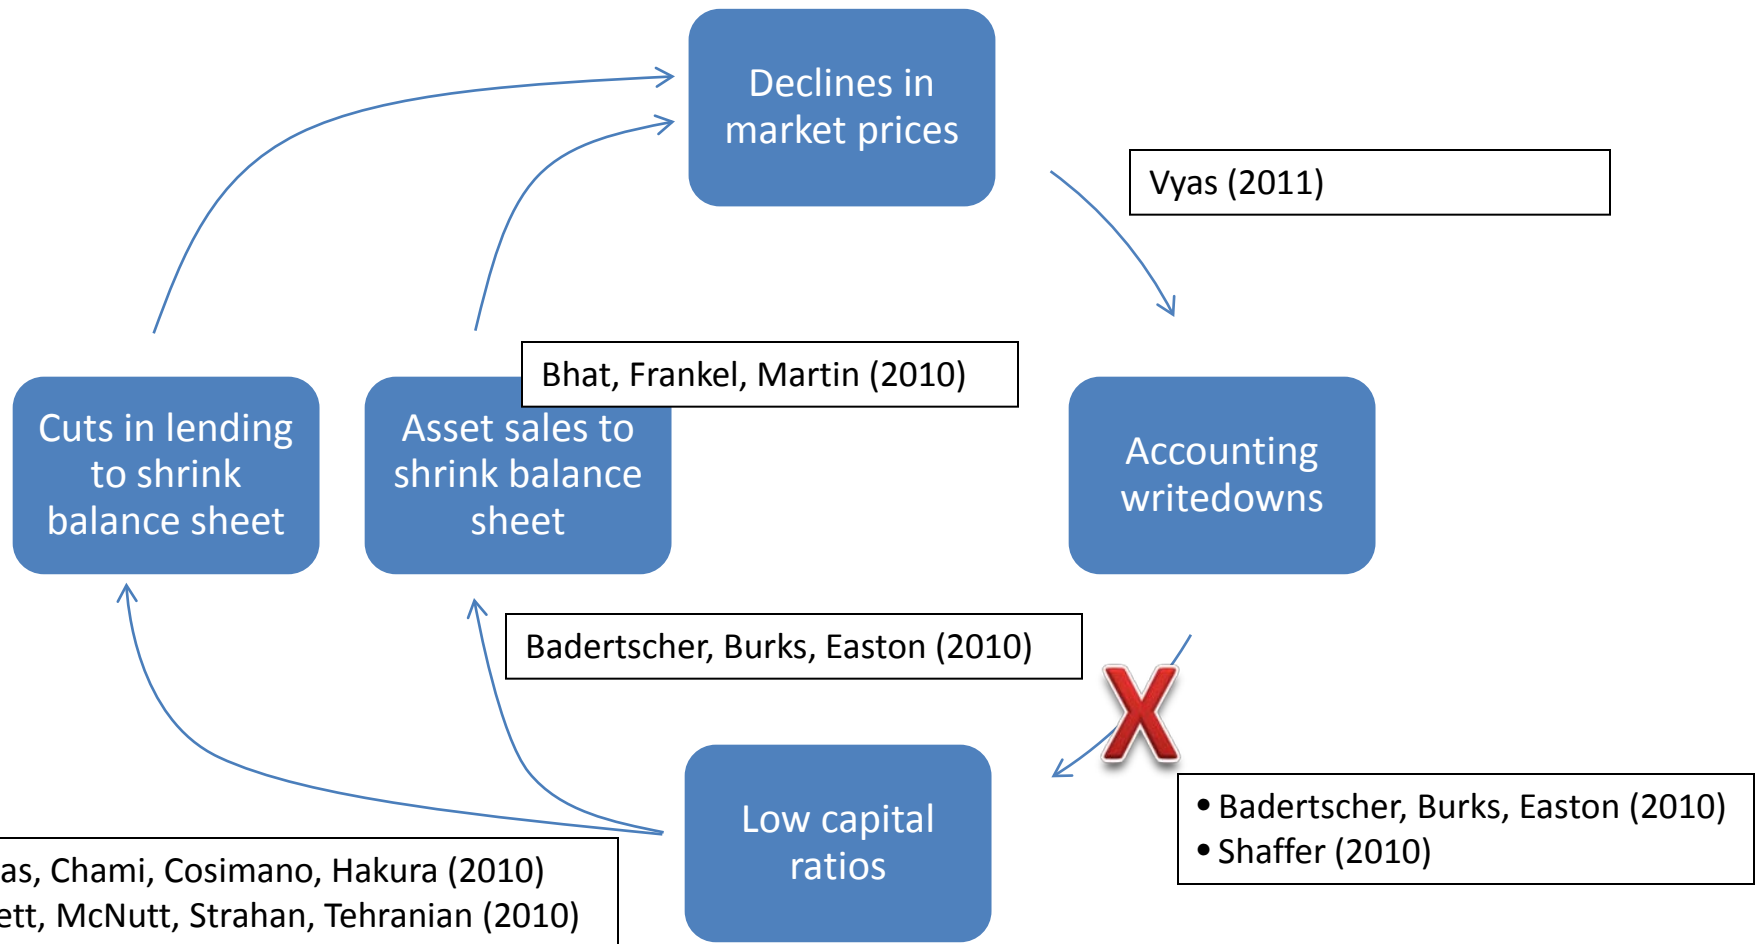 Declines in
market prices
Vyas (2011)
Bhat, Frankel, Martin (2010)
Cuts in lending
to shrink
balance sheet
Asset sales to
shrink balance
sheet
Accounting
writedowns
Badertscher, Burks, Easton (2010)
X
Low capital
ratios
• Badertscher, Burks, Easton (2010)
• Shaffer (2010)
Chami, Cosimano, Hakura (2010)
McNutt, Strahan, Tehranian (2010)